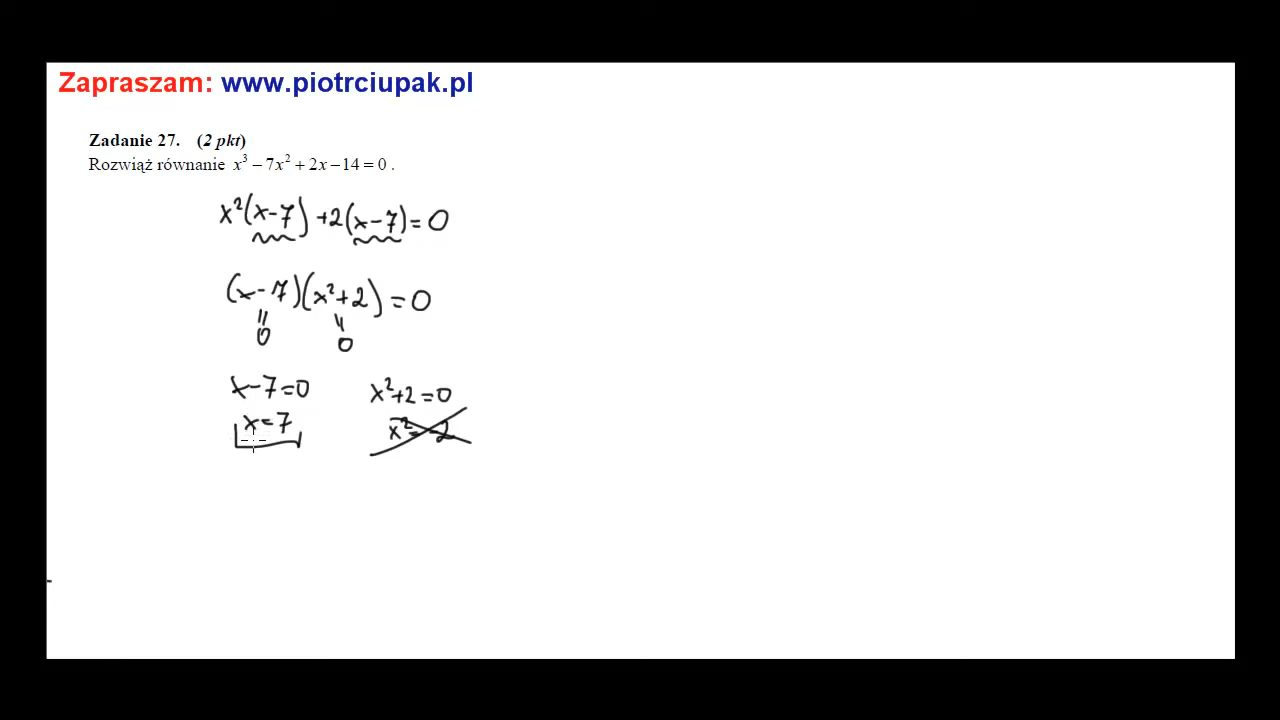 Zapraszam: www.piotrciupak.pl
Zadanie 27. (2 pkt)
Rozwiąż równanie x³ − 7x² + 2x − 14 = 0 .
x²(x−7) +2(x−7) = 0
(x−7)(x²+2) = 0
= =
0 0
x−7=0 x²+2=0
x=7 x²=−2